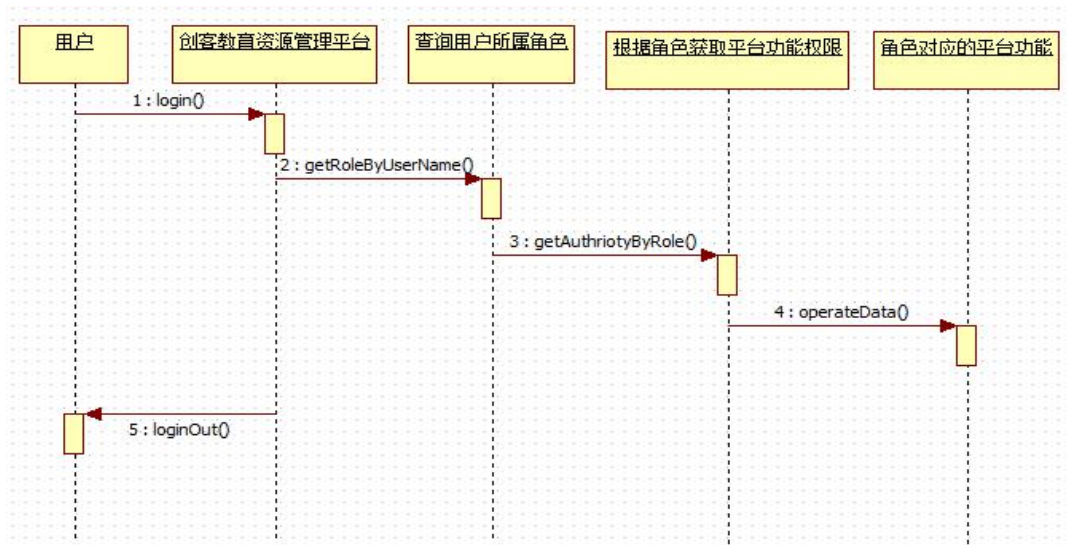 用户
创客教育资源管理平台
查询用户所属角色
根据角色获取平台功能权限
角色对应的平台功能
1 : login()
2 : getRoleByUserName()
3 : getAuthriotyByRole()
4 : operateData()
5 : loginOut()